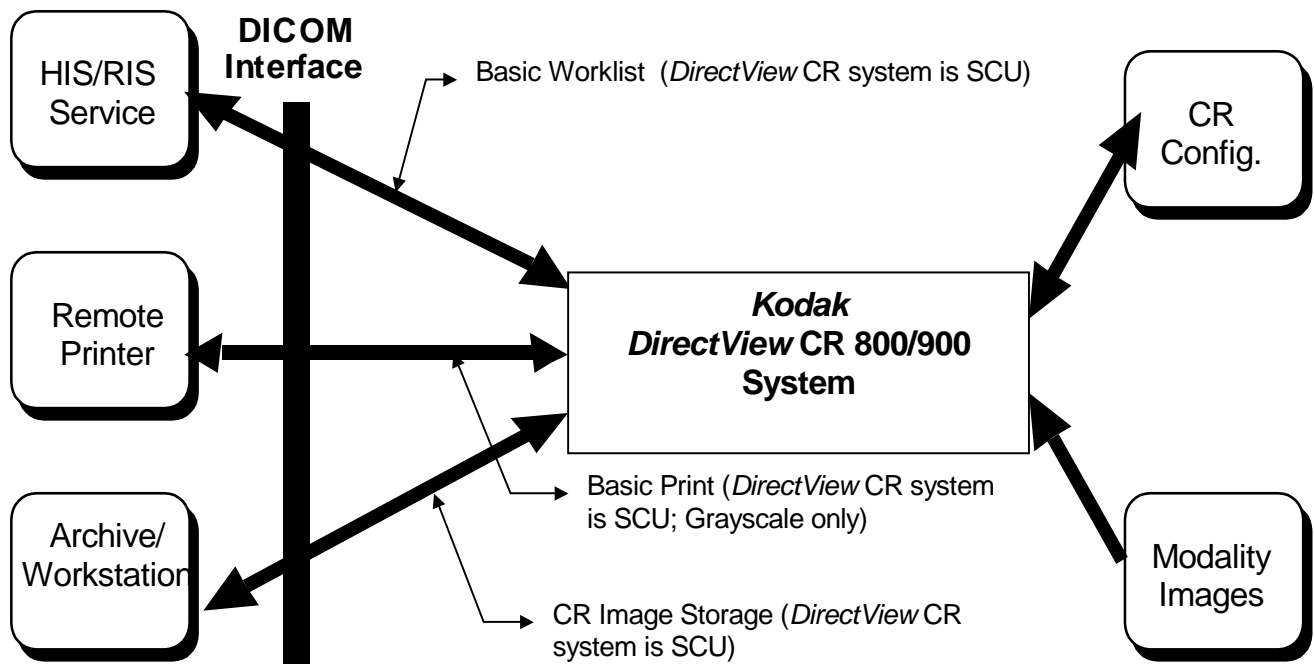 DICOM
Interface
HIS/RIS
Service
Basic Worklist (DirectView CR system is SCU)
CR
Config.
Remote
Printer
Kodak
DirectView CR 800/900
System
Basic Print (DirectView CR system
is SCU; Grayscale only)
Archive/
Workstation
Modality
Images
CR Image Storage (DirectView CR
system is SCU)